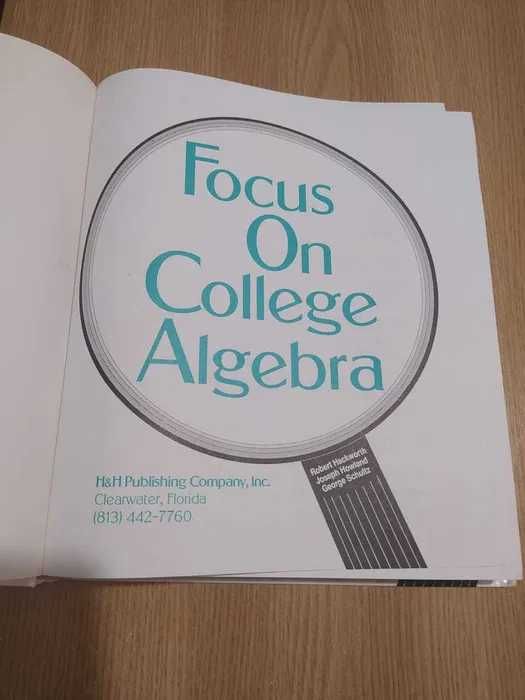 Focus
On
College
Algebra
Robert Hackworth
Joseph Howland
George Schultz
H&H Publishing Company, Inc.
Clearwater, Florida
(813) 442-7760